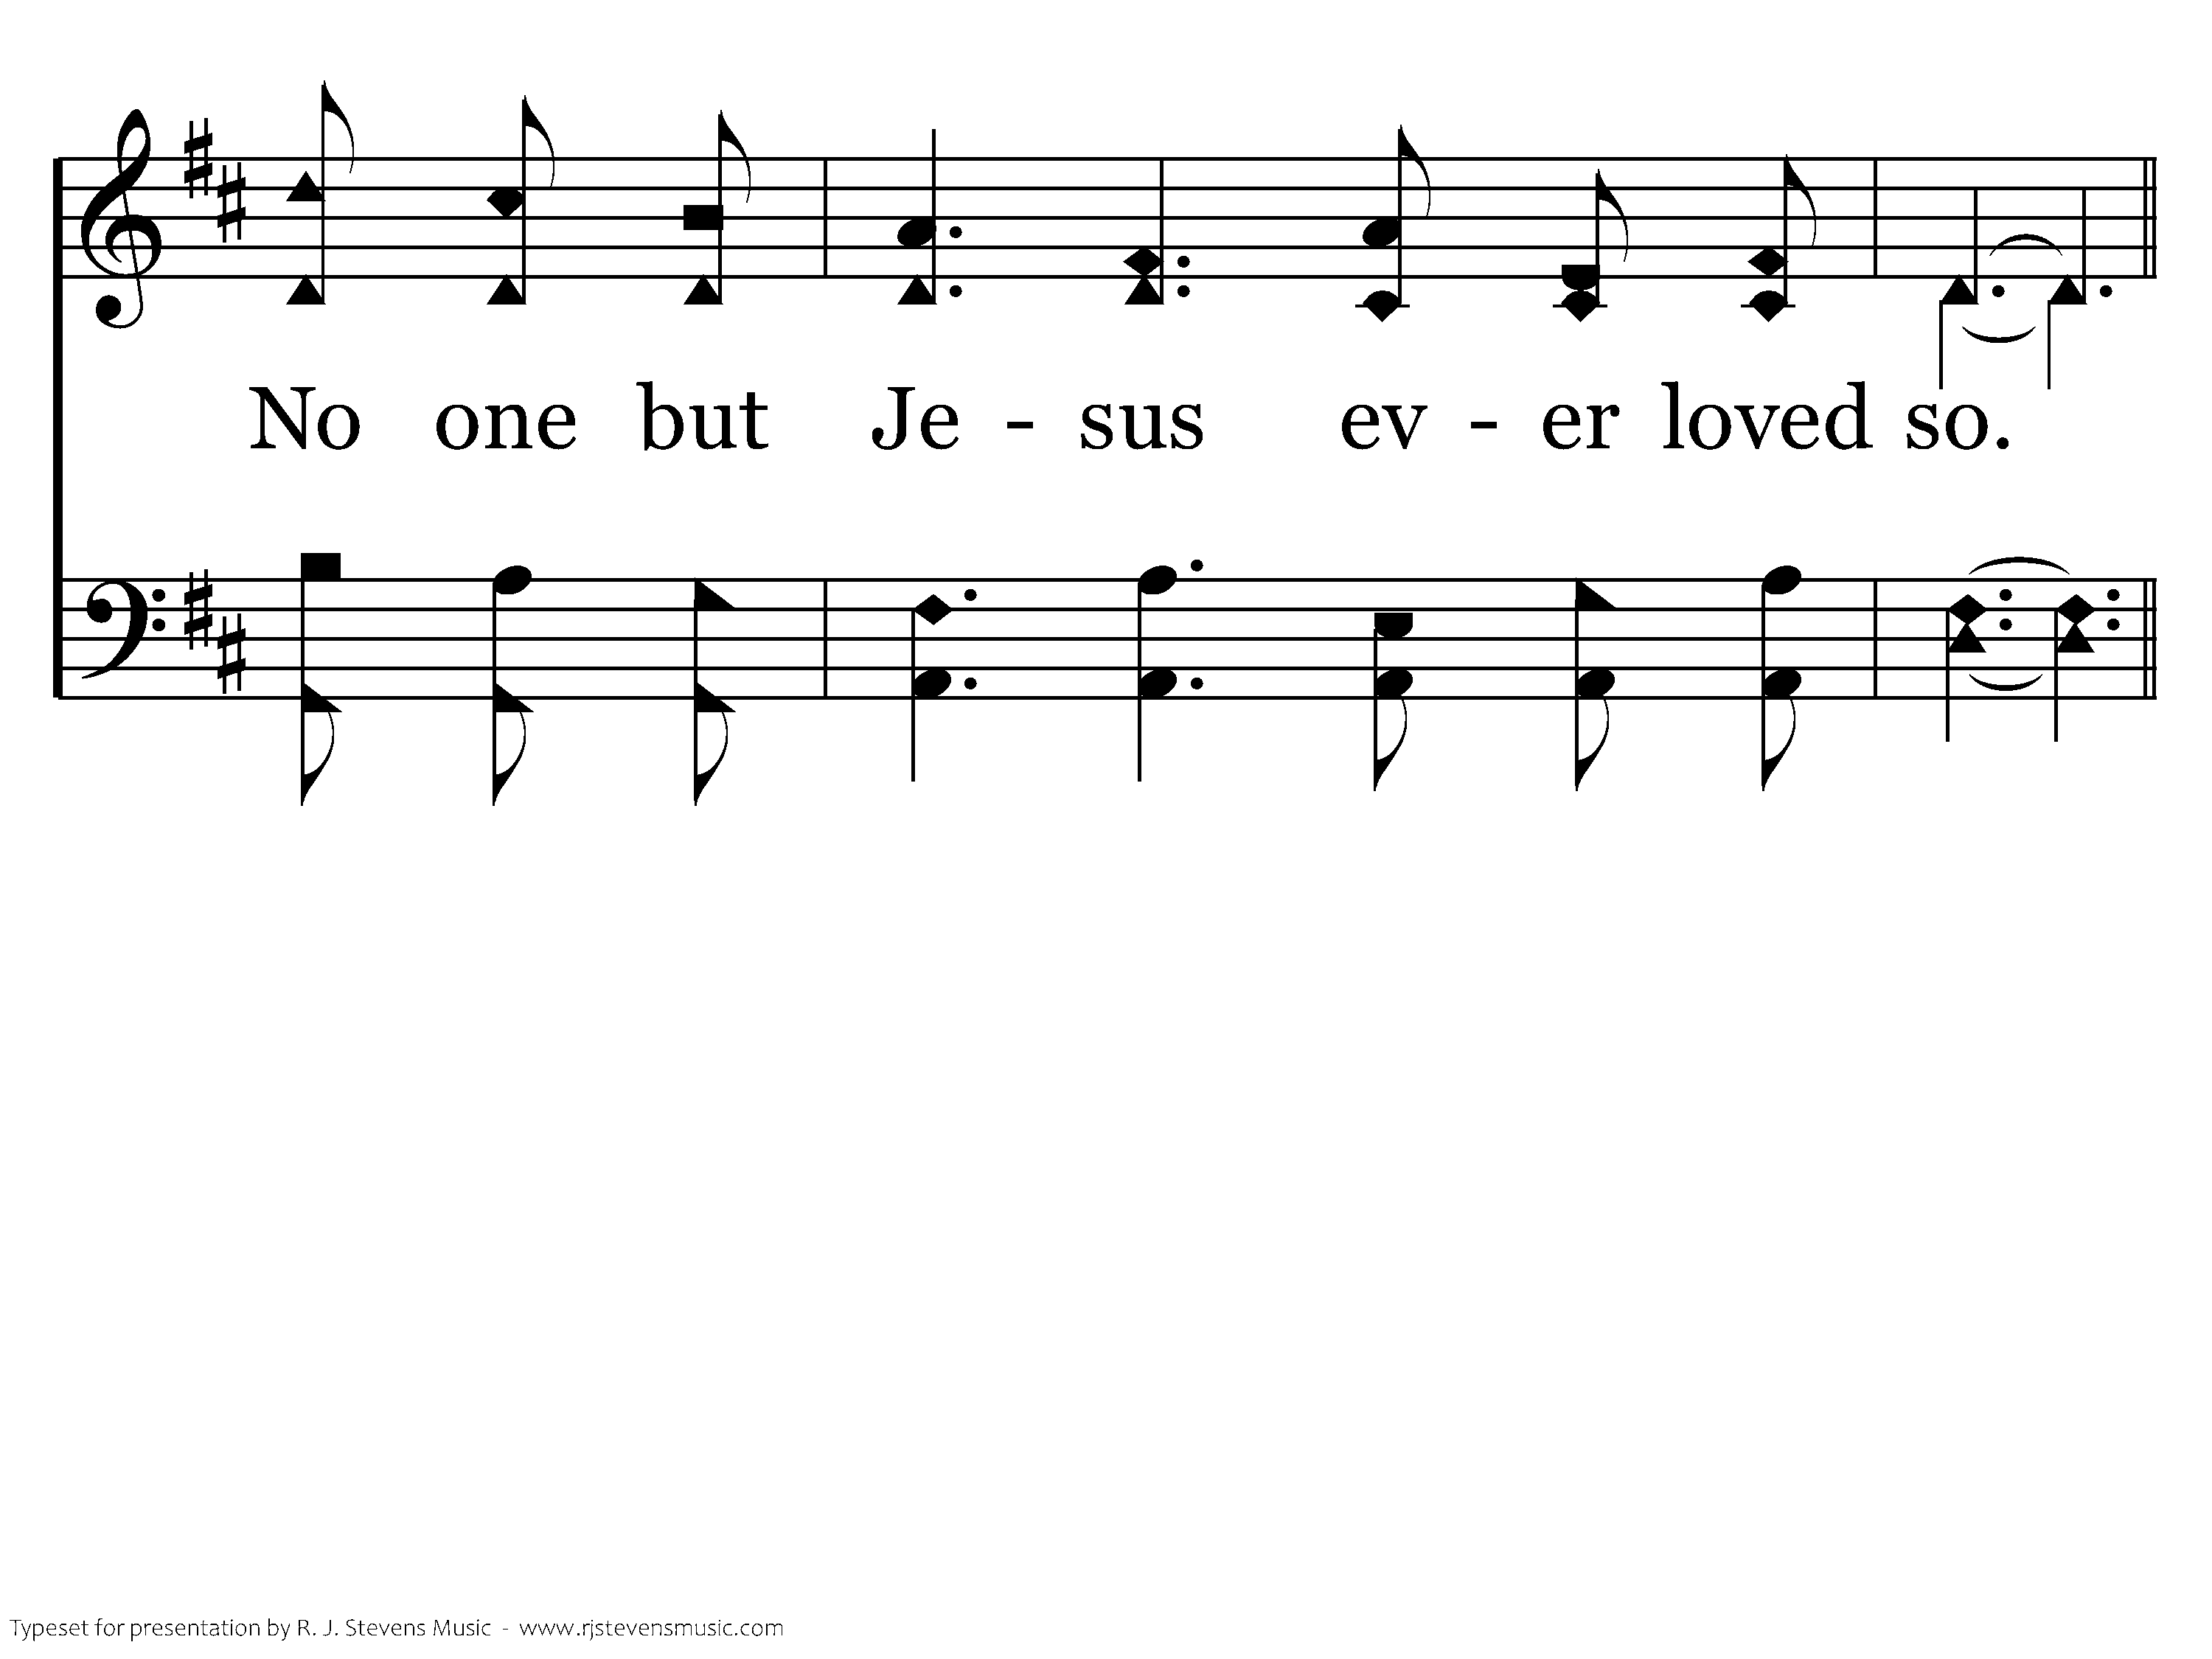 No one but Je - sus ev - er loved so.
Typeset for presentation by R. J. Stevens Music - www.rjstevensmusic.com